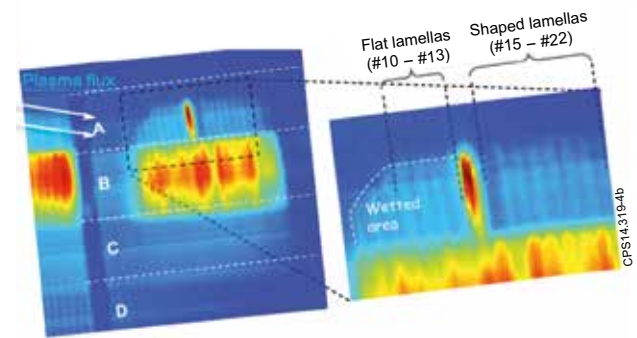 Flat lamellas
(#10 – #13)
Shaped lamellas
(#15 – #22)
Plasma flux
A
B
C
D
Wetted
area
CPS14.319-4b